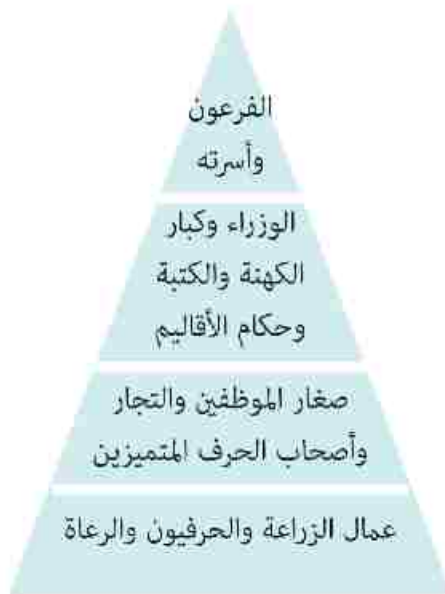 الفرعون
وأسرته
الوزراء وكبار
الكهنة والكتبة
وحكام الأقاليم
صغار الموظفين والتجار
وأصحاب الحرف المتميزين
عمال الزراعة والحرفيون والرعاة